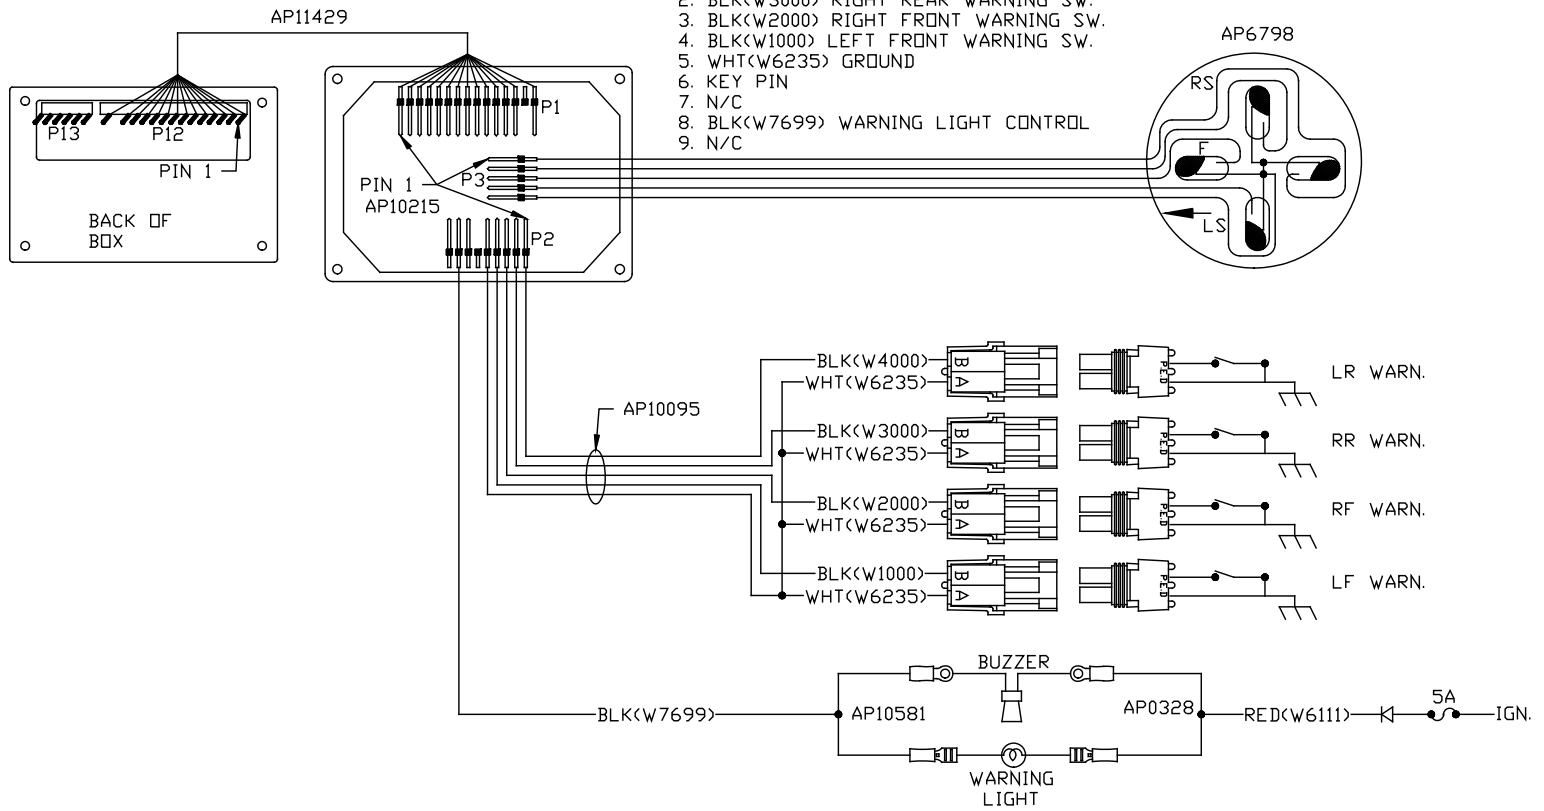 AP11429
2. BLK(W3000) RIGHT REAR WARNING SW.
3. BLK(W2000) RIGHT FRONT WARNING SW.
4. BLK(W1000) LEFT FRONT WARNING SW.
5. WHT(W6235) GROUND
6. KEY PIN
7. N/C
8. BLK(W7699) WARNING LIGHT CONTROL
9. N/C
AP6798
RS
F
LS
P13
P12
PIN 1
BACK OF
BOX
P1
P3
PIN 1
AP10215
P2
AP10095
BLK(W4000)
WHT(W6235)
B
A
PED
LR WARN.
BLK(W3000)
WHT(W6235)
B
A
PED
RR WARN.
BLK(W2000)
WHT(W6235)
B
A
PED
RF WARN.
BLK(W1000)
WHT(W6235)
B
A
PED
LF WARN.
BUZZER
BLK(W7699)
AP10581
AP0328
RED(W6111)
5A
IGN.
WARNING
LIGHT